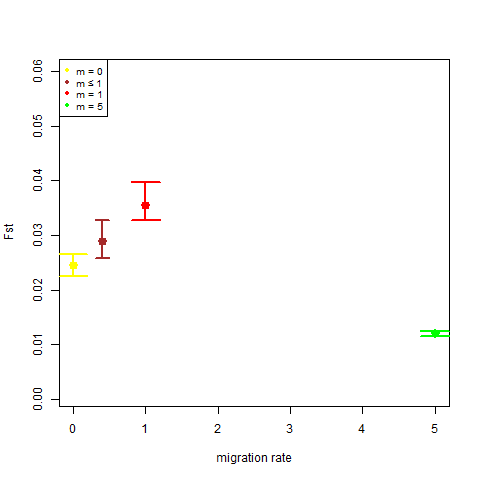 m = 0
m ≤ 1
m = 1
m = 5
0.06
0.05
0.04
0.03
0.02
0.01
0.00
Fst
0 1 2 3 4 5
migration rate